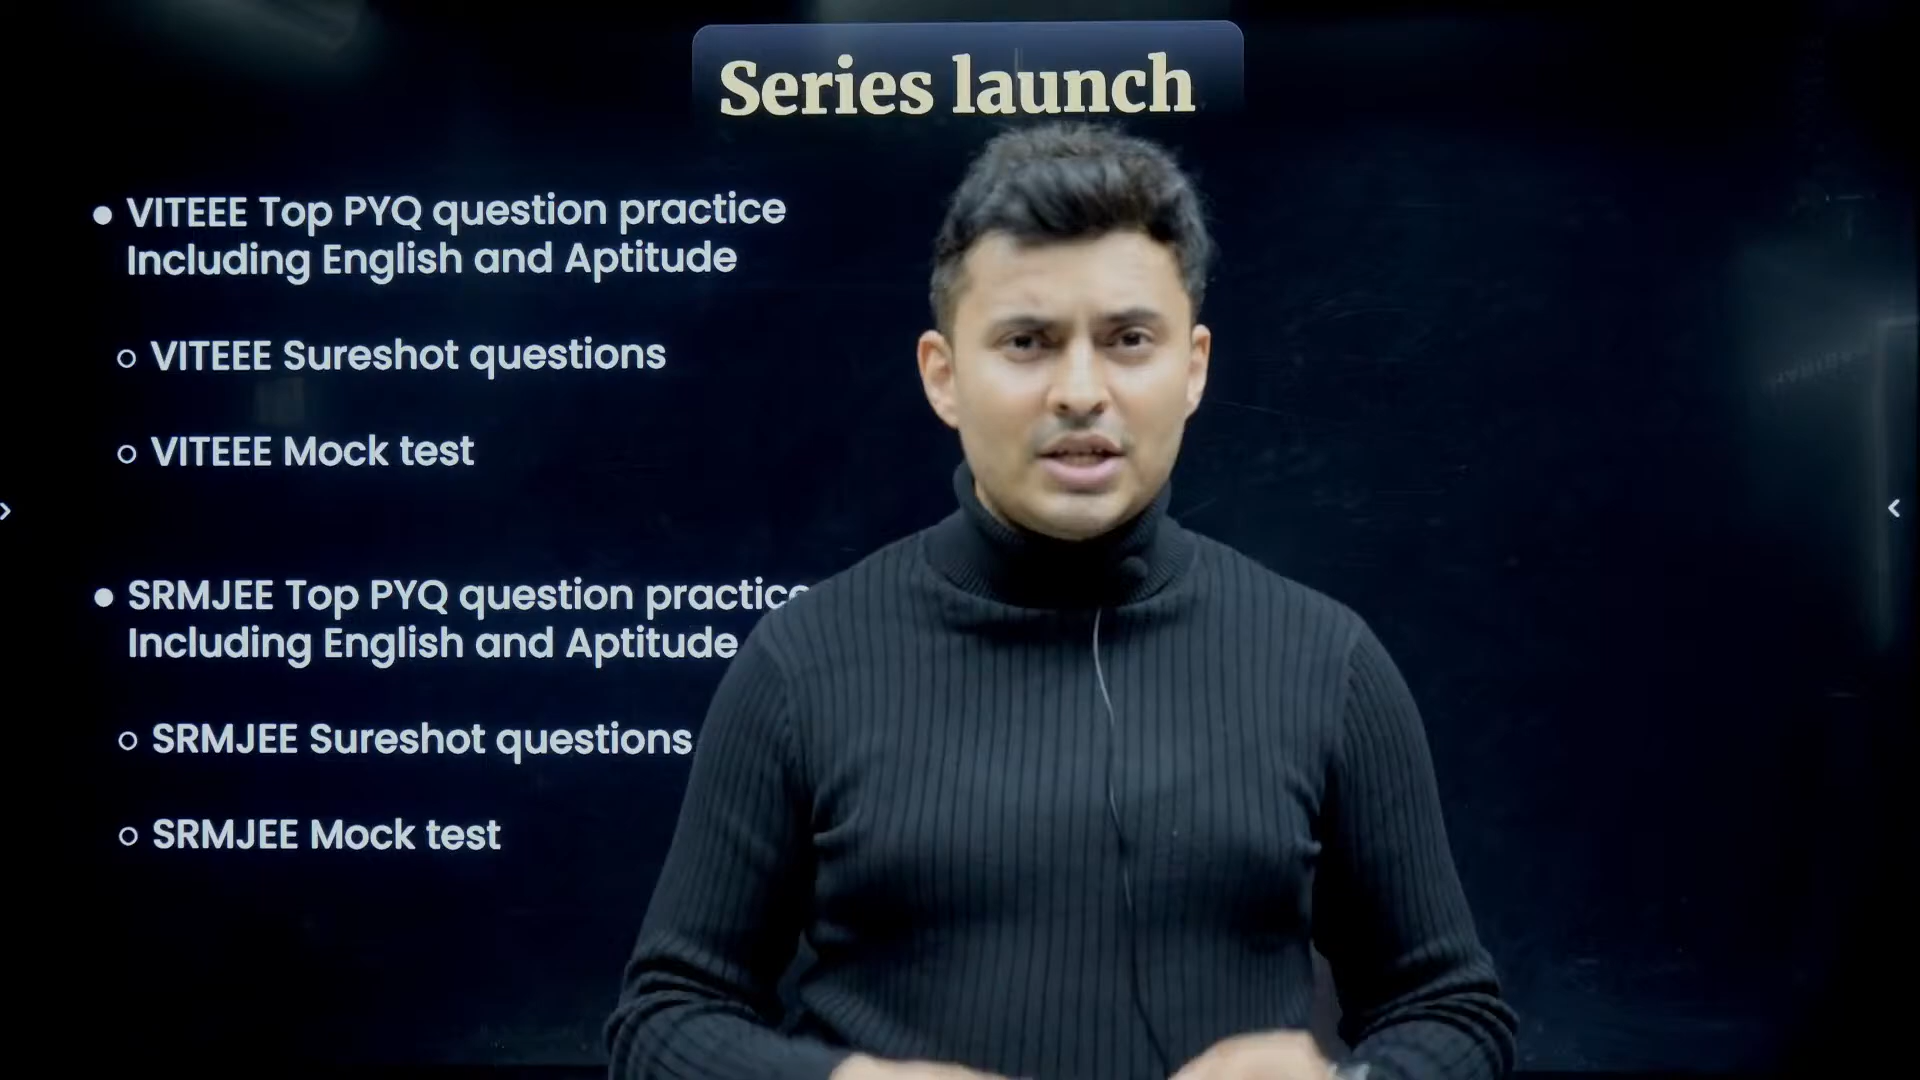 Series launch
● VITEEE Top PYQ question practice
Including English and Aptitude
○ VITEEE Sureshot questions
○ VITEEE Mock test
● SRMJEE Top PYQ question practice
Including English and Aptitude
○ SRMJEE Sureshot questions
○ SRMJEE Mock test